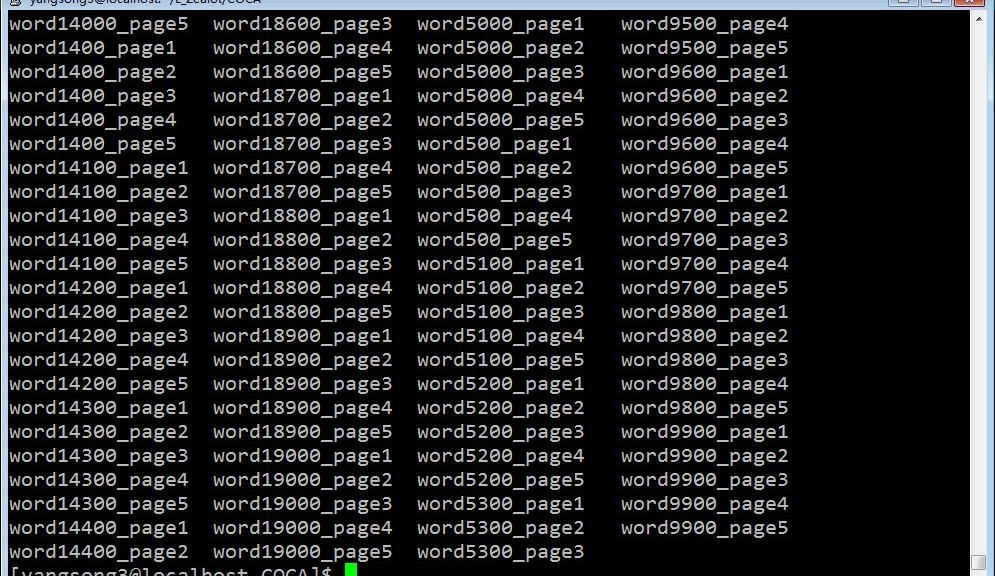 yangsong3@localhost:~/E_Zcalot/COCA
word14000_page5 word18600_page3 word5000_page1 word9500_page4
word1400_page1 word18600_page4 word5000_page2 word9500_page5
word1400_page2 word18600_page5 word5000_page3 word9600_page1
word1400_page3 word18700_page1 word5000_page4 word9600_page2
word1400_page4 word18700_page2 word5000_page5 word9600_page3
word1400_page5 word18700_page3 word500_page1 word9600_page4
word14100_page1 word18700_page4 word500_page2 word9600_page5
word14100_page2 word18700_page5 word500_page3 word9700_page1
word14100_page3 word18800_page1 word500_page4 word9700_page2
word14100_page4 word18800_page2 word500_page5 word9700_page3
word14100_page5 word18800_page3 word5100_page1 word9700_page4
word14200_page1 word18800_page4 word5100_page2 word9700_page5
word14200_page2 word18800_page5 word5100_page3 word9800_page1
word14200_page3 word18900_page1 word5100_page4 word9800_page2
word14200_page4 word18900_page2 word5100_page5 word9800_page3
word14200_page5 word18900_page3 word5200_page1 word9800_page4
word14300_page1 word18900_page4 word5200_page2 word9800_page5
word14300_page2 word18900_page5 word5200_page3 word9900_page1
word14300_page3 word19000_page1 word5200_page4 word9900_page2
word14300_page4 word19000_page2 word5200_page5 word9900_page3
word14300_page5 word19000_page3 word5300_page1 word9900_page4
word14400_page1 word19000_page4 word5300_page2 word9900_page5
word14400_page2 word19000_page5 word5300_page3
[yangsong3@localhost COCA]$